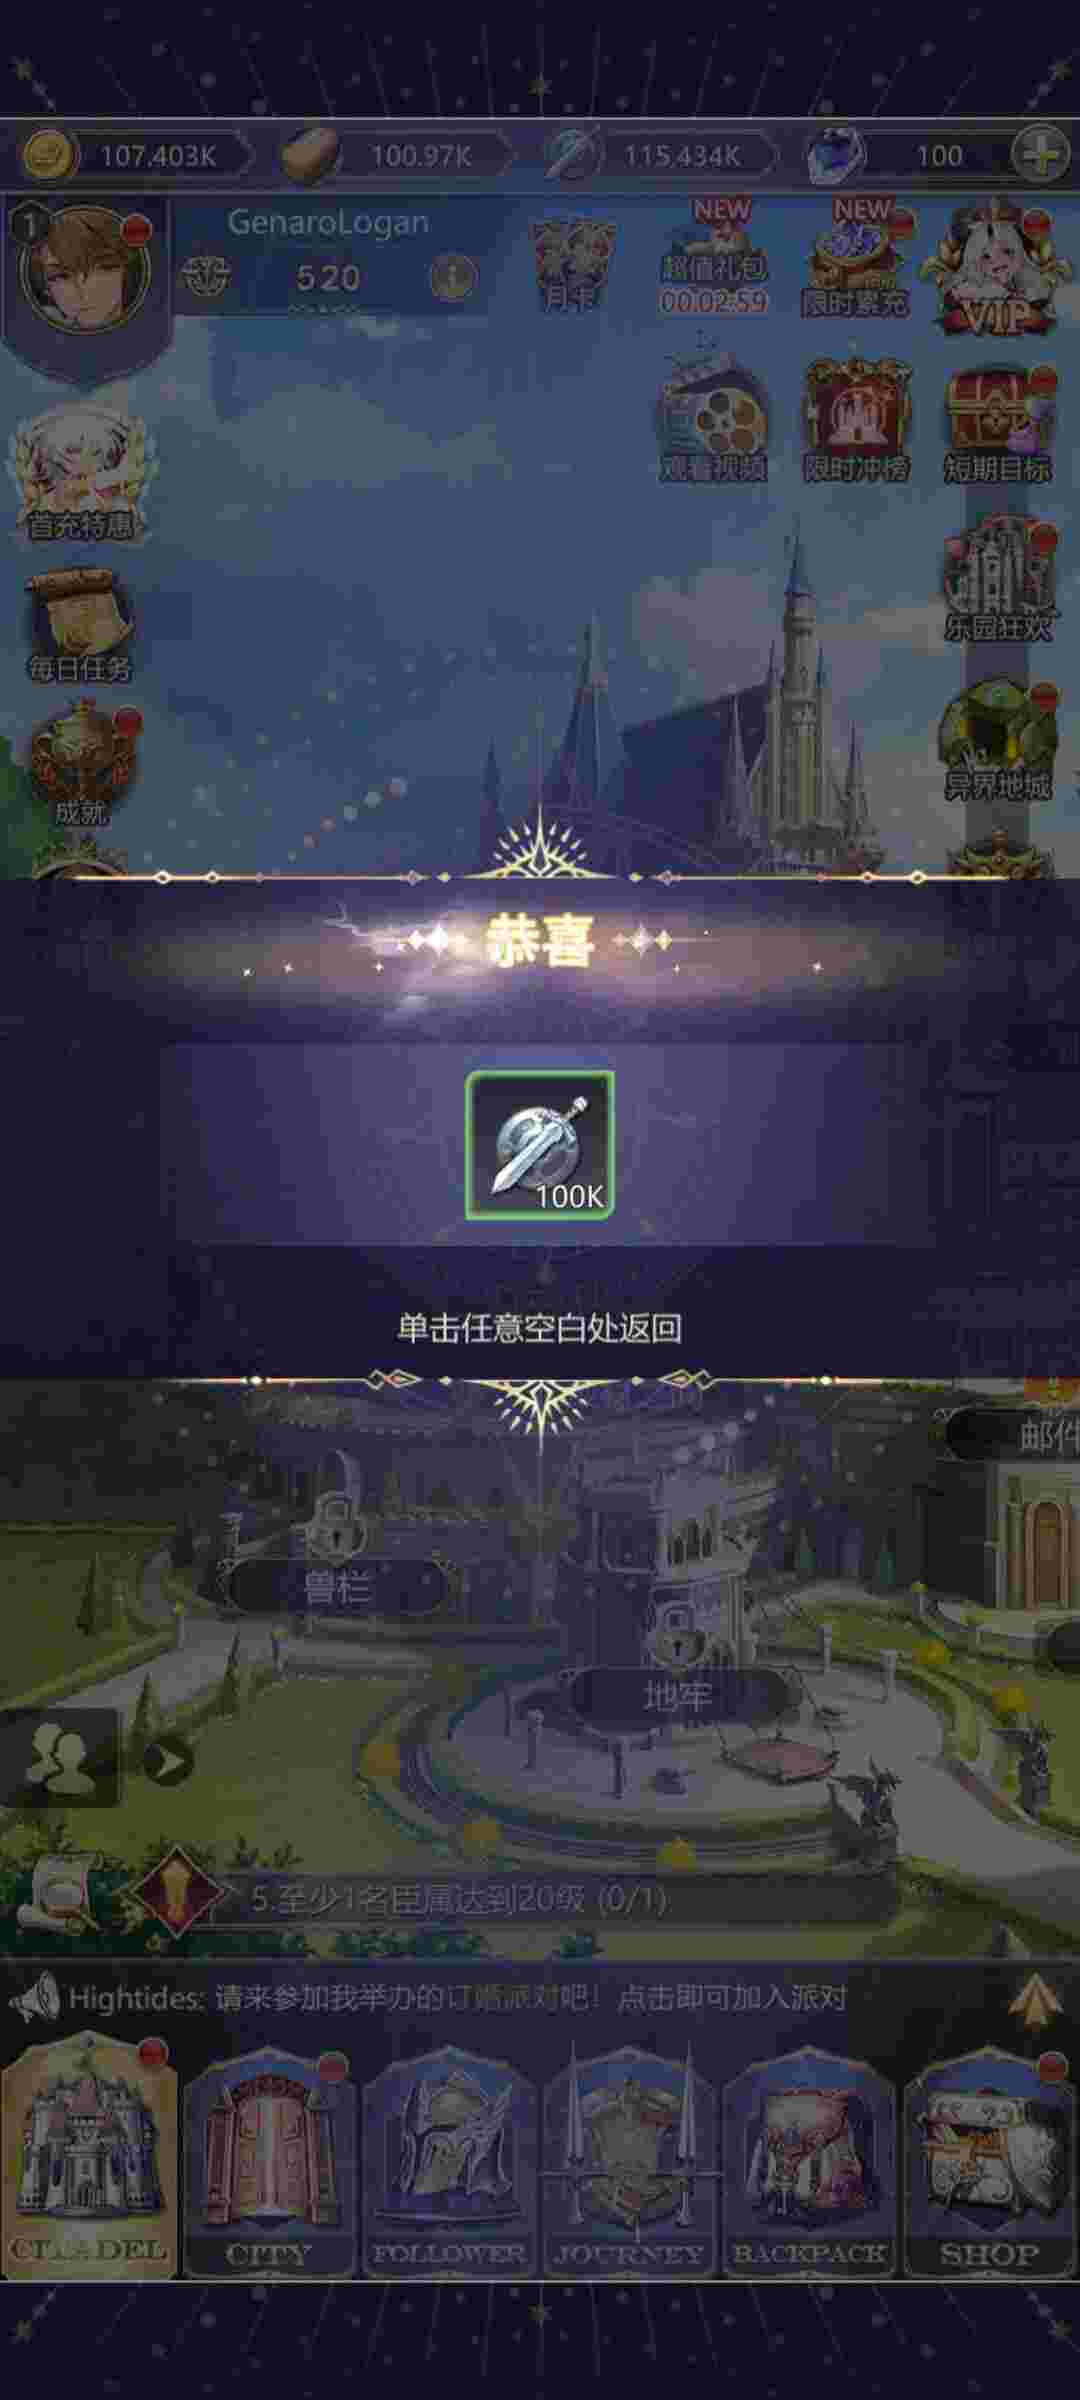 107.403K
100.97K
115.434K
100
1
GenaroLogan
520
月卡
NEW
超值礼包
00:02:59
NEW
限时累充
VIP
观看视频
限时冲榜
短期目标
首充特惠
每日任务
乐园狂欢
成就
异界地城
恭喜
100K
单击任意空白处返回
邮件
兽栏
地牢
5.至少1名臣属达到20级 (0/1)
Hightides: 请来参加我举办的订婚派对吧！点击即可加入派对
CITADEL
CITY
FOLLOWER
JOURNEY
BACKPACK
SHOP